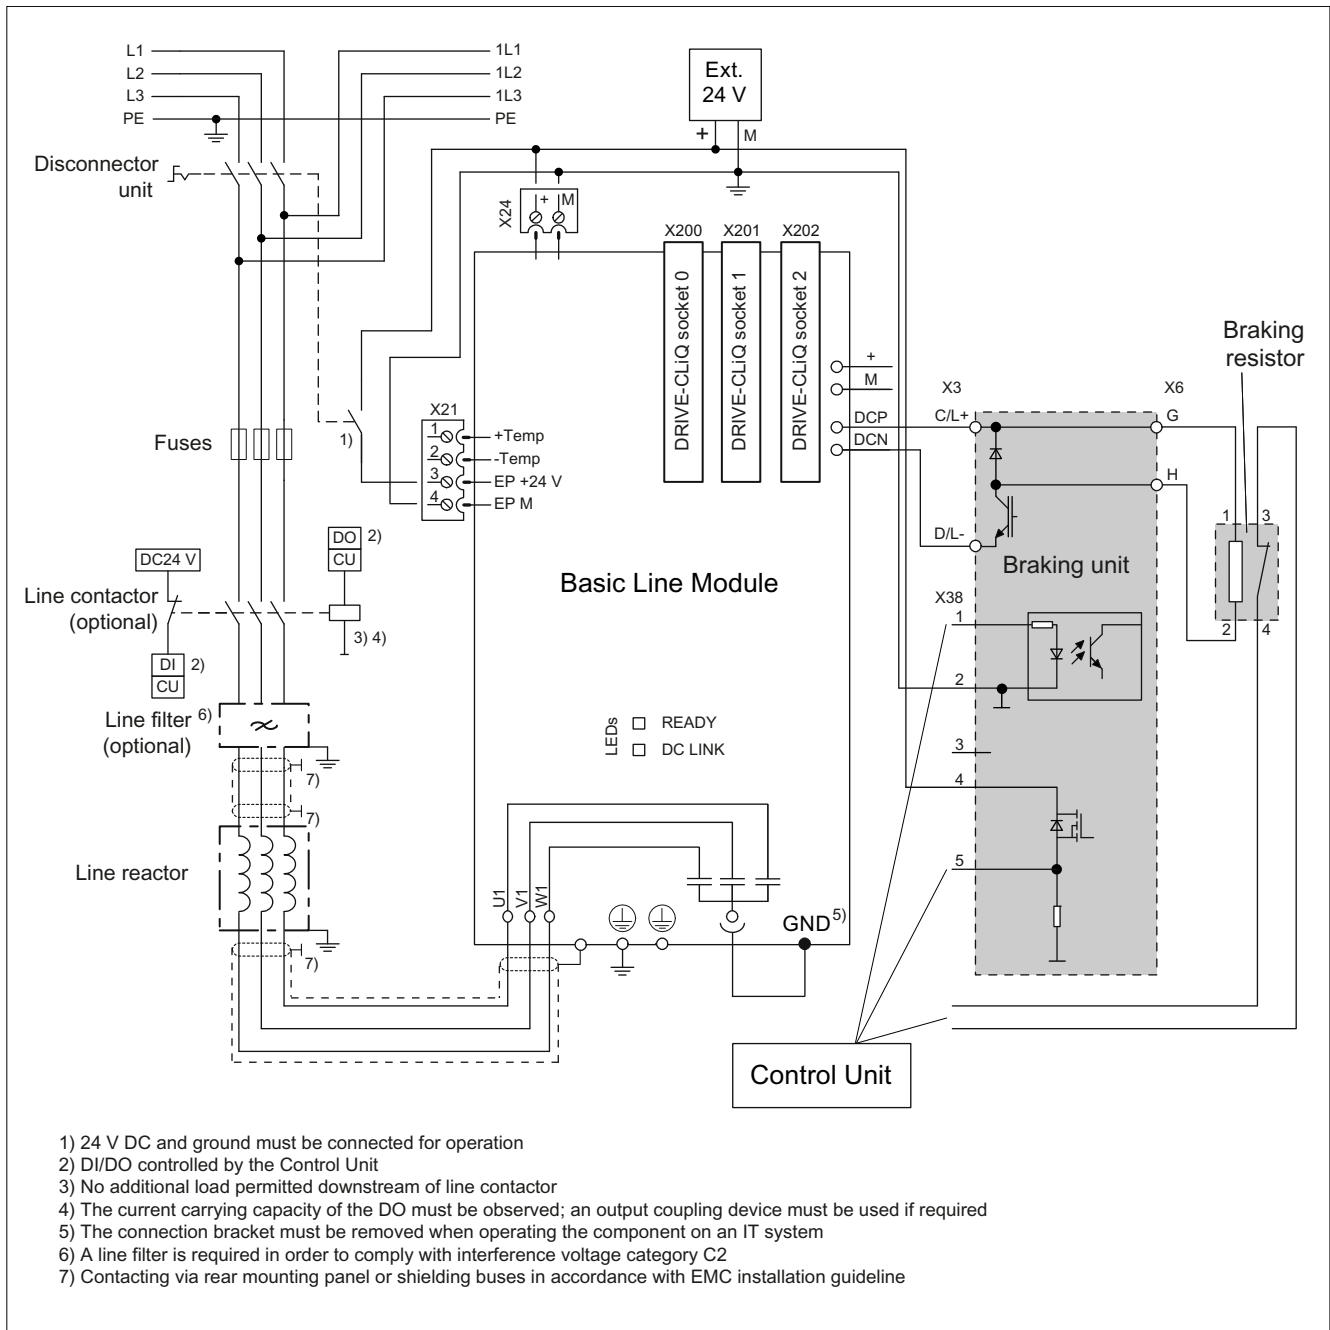 L1
1L1
L2
1L2
L3
1L3
PE
PE
Ext.
24 V
+
M
Disconnector
unit
X24
+
M
X200
X201
X202
DRIVE-CLiQ socket 0
DRIVE-CLiQ socket 1
DRIVE-CLiQ socket 2
Braking
resistor
+
M
X3
X6
DCP
C/L+
G
DCN
H
Fuses
1)
X21
1
+Temp
2
-Temp
3
EP +24 V
4
EP M
D/L-
1
3
2
4
Braking unit
DC24 V
DO
2)
CU
Line contactor
(optional)
3) 4)
DI
2)
CU
Basic Line Module
X38
1
2
3
4
5
Line filter 6)
(optional)
LEDs
READY
DC LINK
7)
7)
Line reactor
U1
V1
W1
GND 5)
7)
Control Unit
1) 24 V DC and ground must be connected for operation
2) DI/DO controlled by the Control Unit
3) No additional load permitted downstream of line contactor
4) The current carrying capacity of the DO must be observed; an output coupling device must be used if required
5) The connection bracket must be removed when operating the component on an IT system
6) A line filter is required in order to comply with interference voltage category C2
7) Contacting via rear mounting panel or shielding buses in accordance with EMC installation guideline